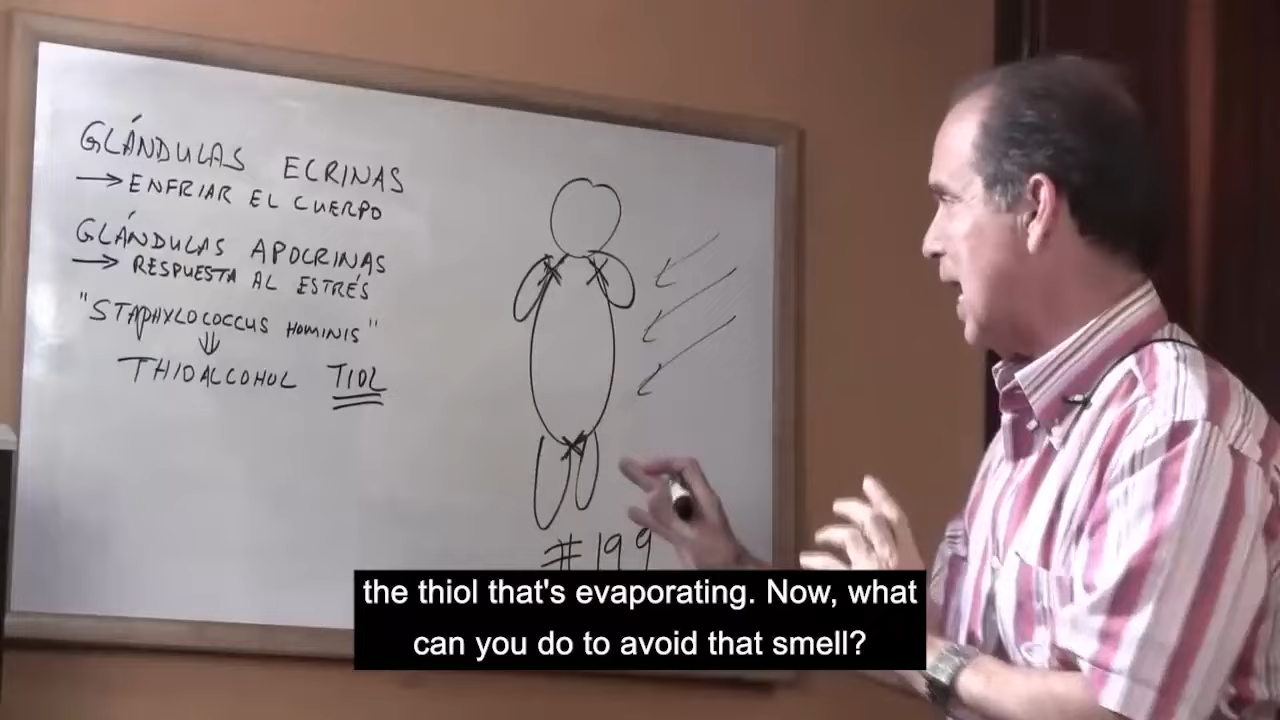 GLÁNDULAS ECRINAS
→ ENFRIAR EL CUERPO
GLÁNDULAS APOCRINAS
→ RESPUESTA AL ESTRÉS
"STAPHYLOCOCCUS HOMINIS"
THIOALCOHOL TIOL
#199
the thiol that's evaporating. Now, what
can you do to avoid that smell?